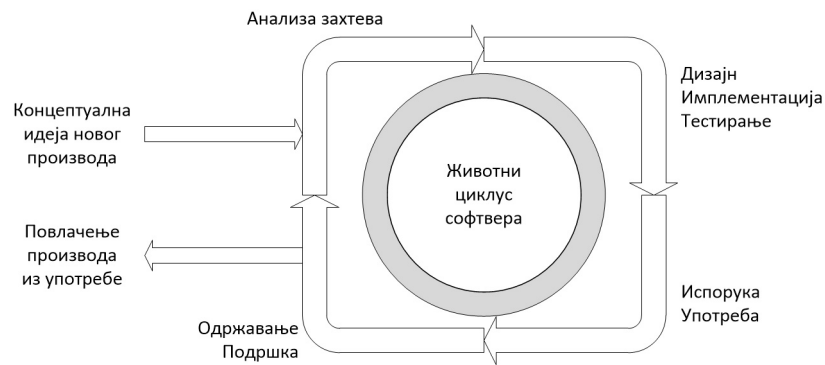 Анализа захтева
Дизајн
Имплементација
Тестирање
Концептуална
идеја новог
производа
Животни
циклус
софтвера
Повлачење
производа
из употребе
Испорука
Употреба
Одржавање
Подршка